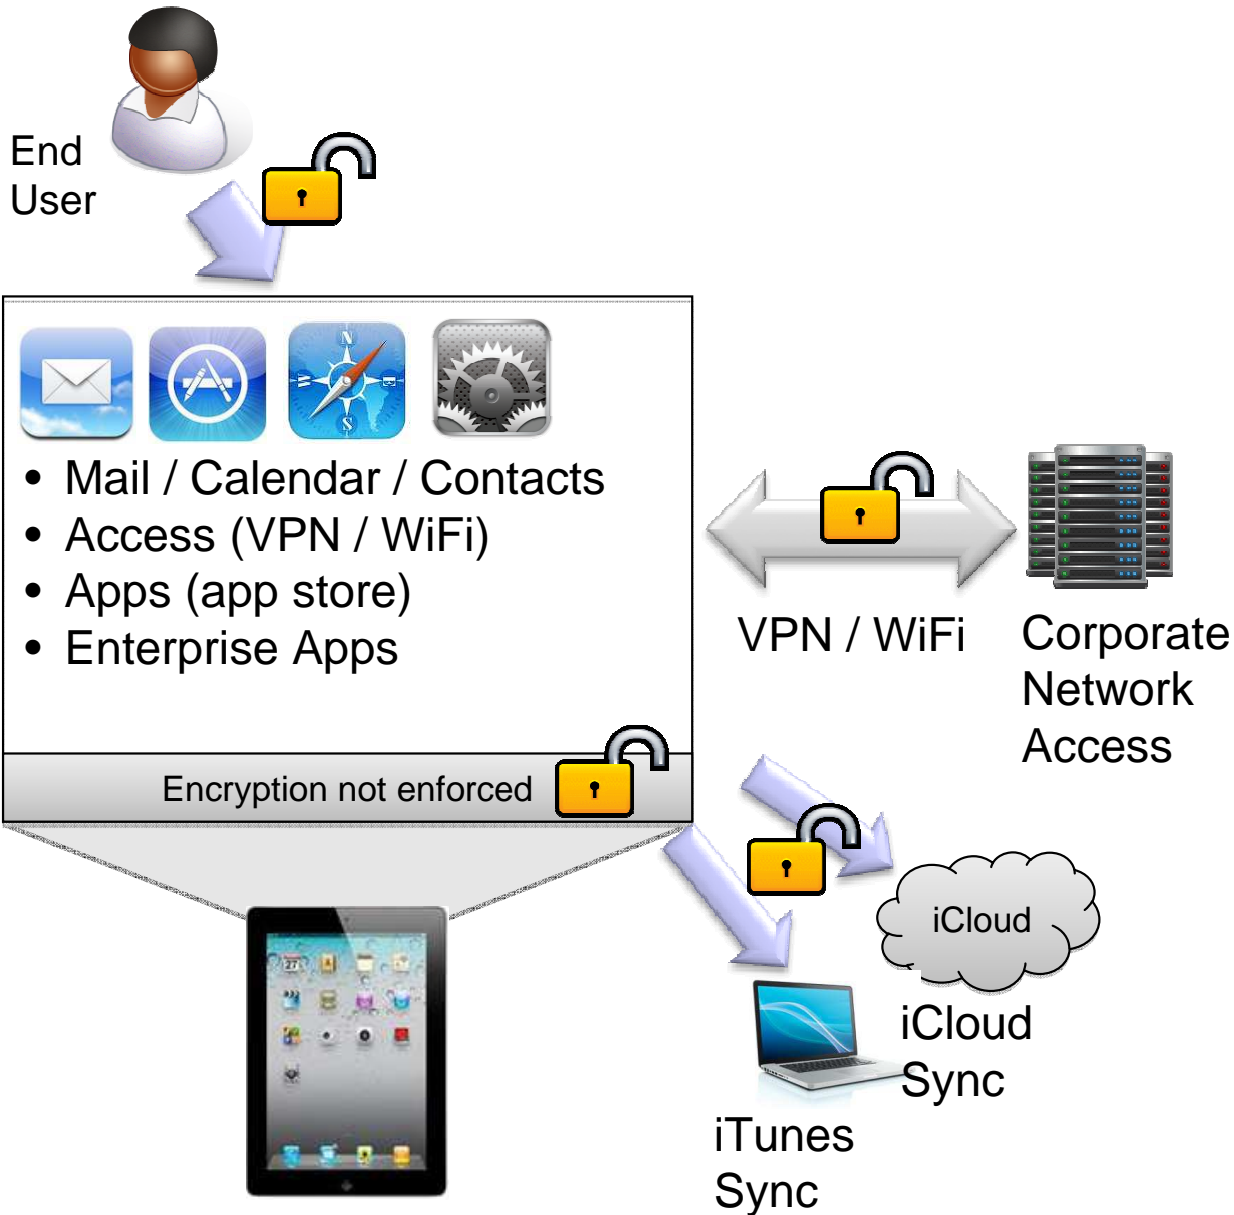 End
User
• Mail / Calendar / Contacts
• Access (VPN / WiFi)
• Apps (app store)
• Enterprise Apps
VPN / WiFi
Corporate
Network
Access
Encryption not enforced
iCloud
iCloud
Sync
iTunes
Sync
N
W
E
S
27